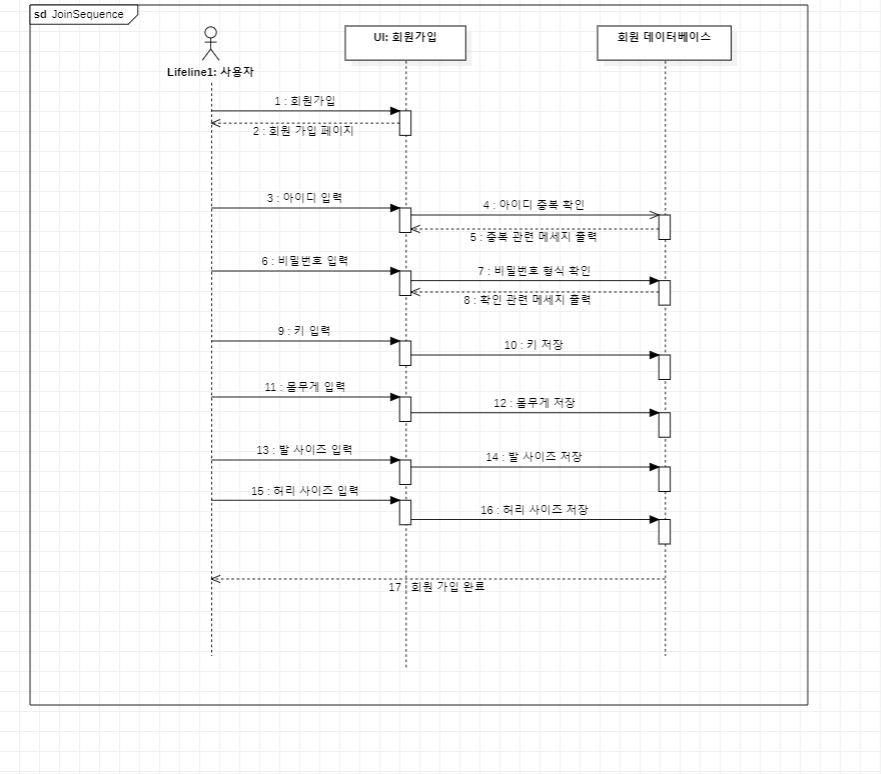 sd JoinSequence
UI: 회원가입
회원 데이터베이스
Lifeline1: 사용자
1 : 회원가입
2 : 회원 가입 페이지
3 : 아이디 입력
4 : 아이디 중복 확인
5 : 중복 관련 메세지 출력
6 : 비밀번호 입력
7 : 비밀번호 형식 확인
8 : 확인 관련 메세지 출력
9 : 키 입력
10 : 키 저장
11 : 몸무게 입력
12 : 몸무게 저장
13 : 발 사이즈 입력
14 : 발 사이즈 저장
15 : 허리 사이즈 입력
16 : 허리 사이즈 저장
17 : 회원 가입 완료